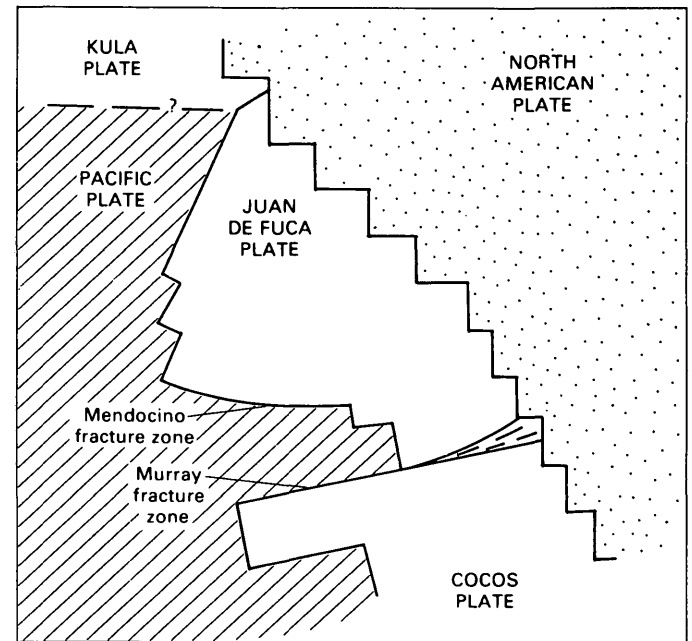 KULA
PLATE
NORTH
AMERICAN
PLATE
?
PACIFIC
PLATE
JUAN
DE FUCA
PLATE
Mendocino
fracture zone
Murray
fracture
zone
COCOS
PLATE